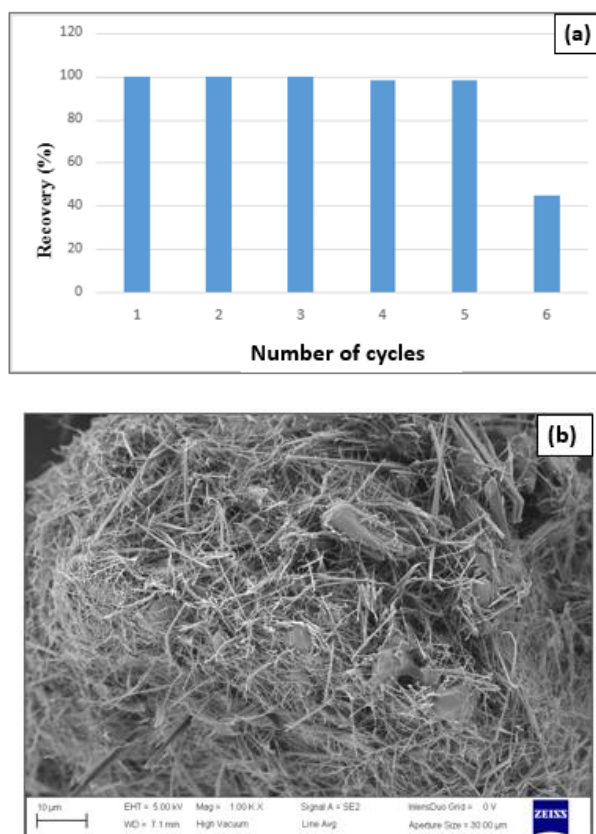 (a)
120
100
80
60
40
20
0
Recovery (%)
1 2 3 4 5 6
Number of cycles
(b)
10 µm EHT = 5.00 kV Mag = 1.00 K X Signal A = SE2 IntensDuo Grid = 0 V
WD = 7.1 mm High Vacuum Line Avg Aperture Size = 30.00 µm
ZEISS